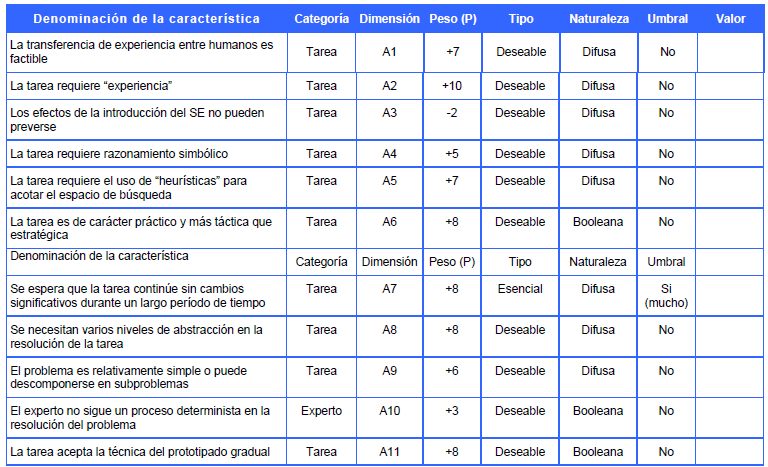 Denominación de la característica Categoría Dimensión Peso (P) Tipo Naturaleza Umbral Valor
La transferencia de experiencia entre humanos es
factible Tarea A1 +7 Deseable Difusa No
La tarea requiere “experiencia” Tarea A2 +10 Deseable Difusa No
Los efectos de la introducción del SE no pueden
preverse Tarea A3 -2 Deseable Difusa No
La tarea requiere razonamiento simbólico Tarea A4 +5 Deseable Difusa No
La tarea requiere el uso de “heurísticas” para
acotar el espacio de búsqueda Tarea A5 +7 Deseable Difusa No
La tarea es de carácter práctico y más táctica que
estratégica Tarea A6 +8 Deseable Booleana No
Denominación de la característica Categoría Dimensión Peso (P) Tipo Naturaleza Umbral
Se espera que la tarea continúe sin cambios
significativos durante un largo período de tiempo Tarea A7 +8 Esencial Difusa Si
(mucho)
Se necesitan varios niveles de abstracción en la
resolución de la tarea Tarea A8 +8 Deseable Difusa No
El problema es relativamente simple o puede
descomponerse en subproblemas Tarea A9 +6 Deseable Difusa No
El experto no sigue un proceso determinista en la
resolución del problema Experto A10 +3 Deseable Booleana No
La tarea acepta la técnica del prototipado gradual Tarea A11 +8 Deseable Booleana No